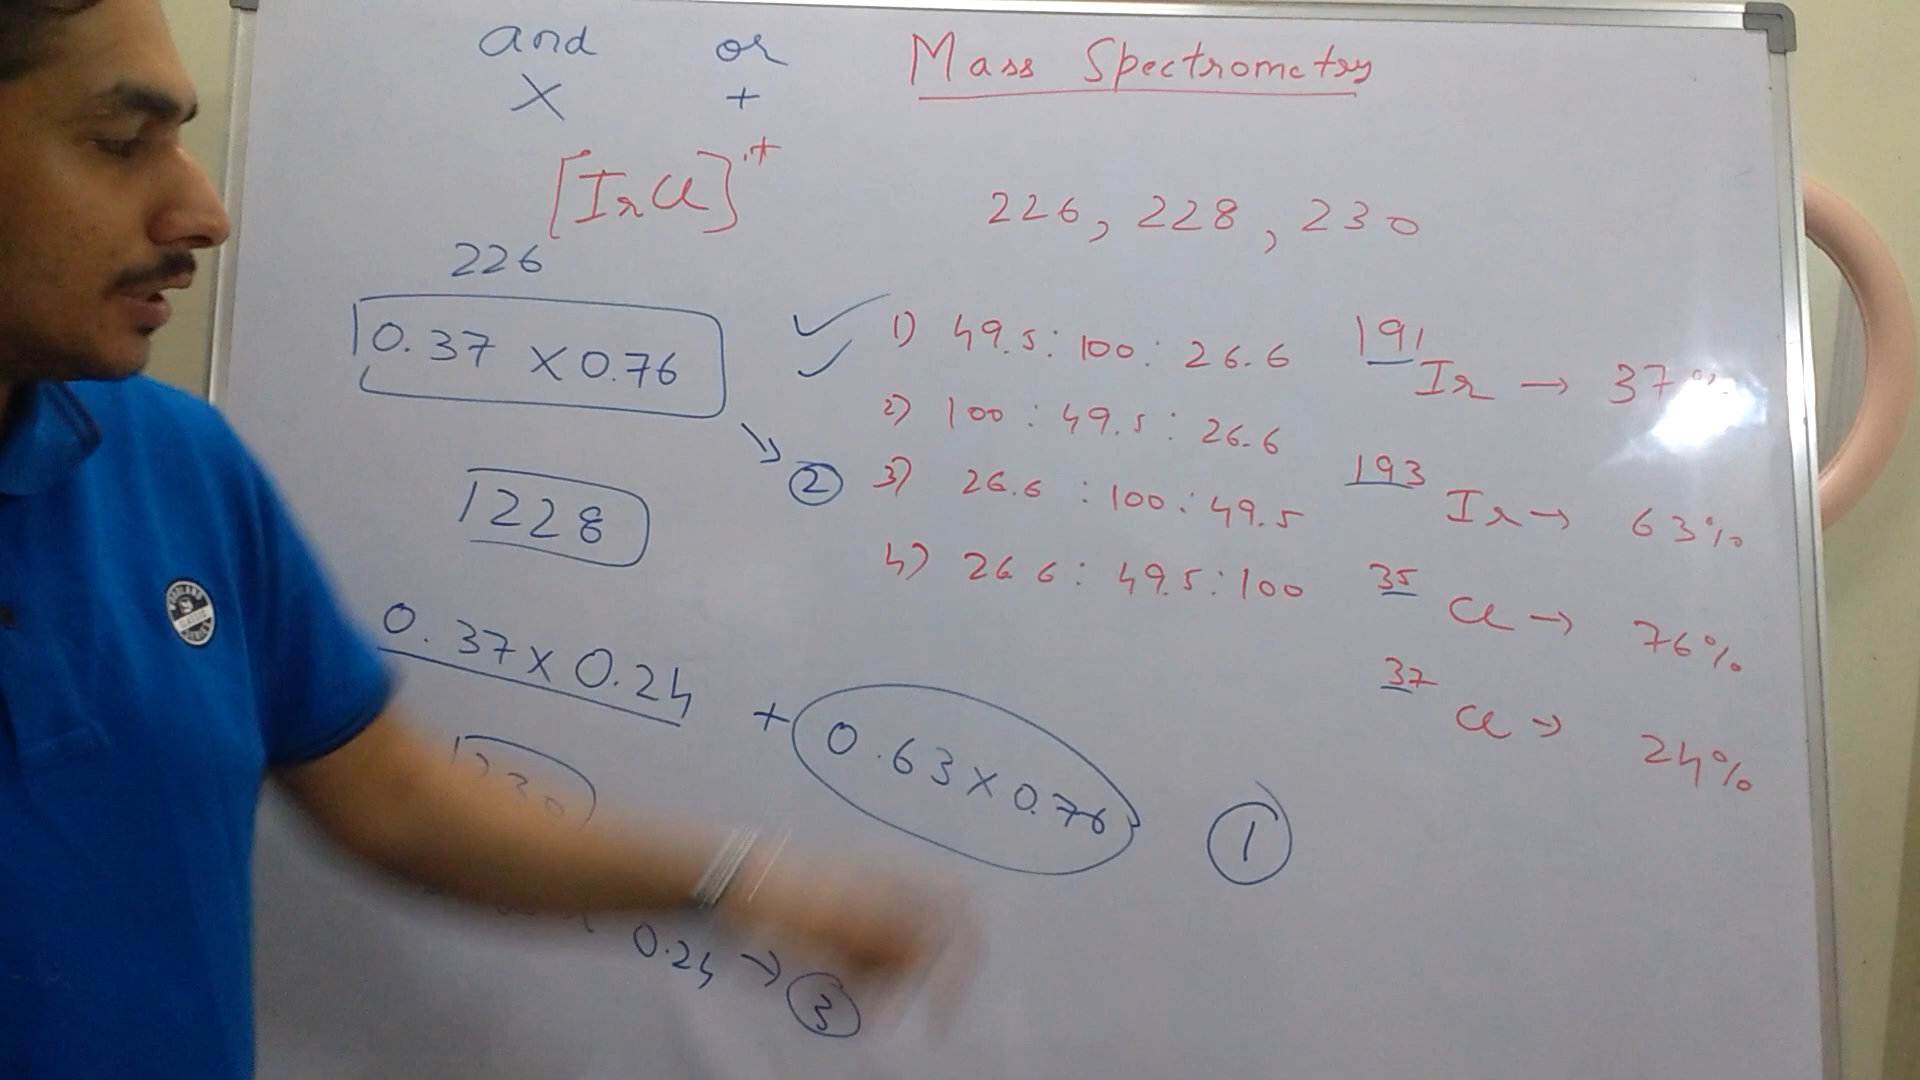 and or
× +
Mass Spectrometry
[IrCl]·+
226, 228, 230
226
0.37 × 0.76
228
0.37 × 0.24 + 0.63 × 0.76
①
230
0.24 → ③
②
1) 49.5 : 100 : 26.6
2) 100 : 49.5 : 26.6
3) 26.6 : 100 : 49.5
4) 26.6 : 49.5 : 100
191 Ir → 37%
193 Ir → 63%
35 Cl → 76%
37 Cl → 24%